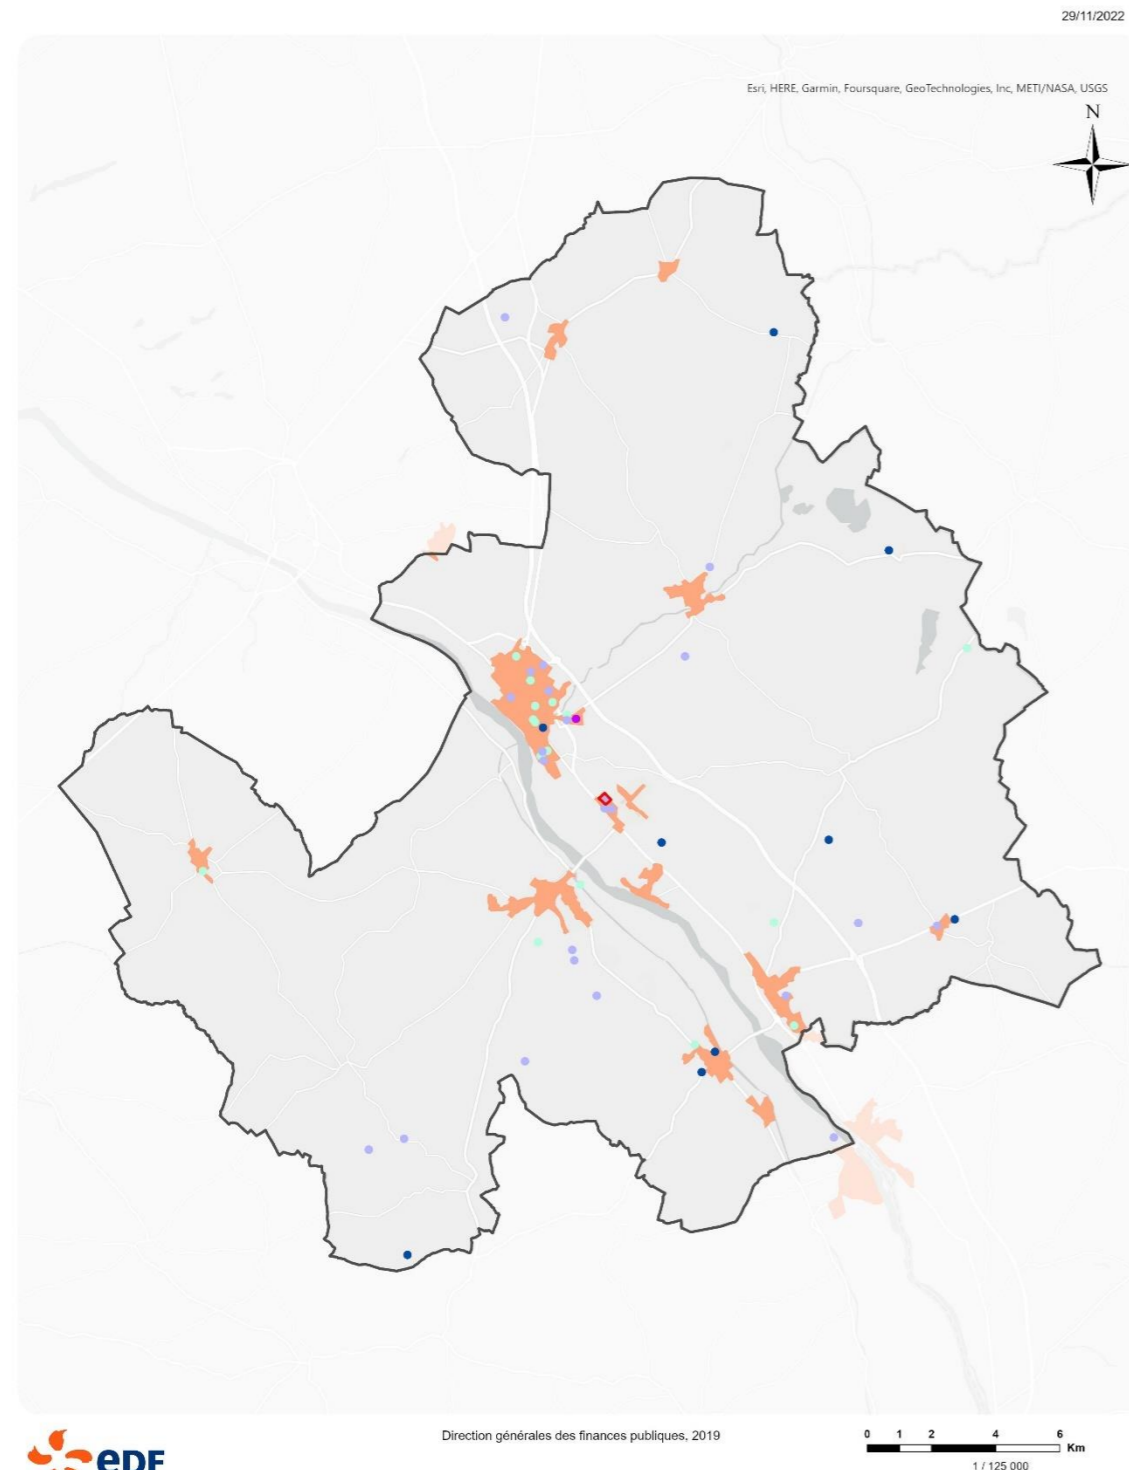 29/11/2022
Esri, HERE, Garmin, Foursquare, GeoTechnologies, Inc, METI/NASA, USGS
N
Direction générales des finances publiques, 2019
0 1 2 4 6
Km
1 / 125 000
eDF